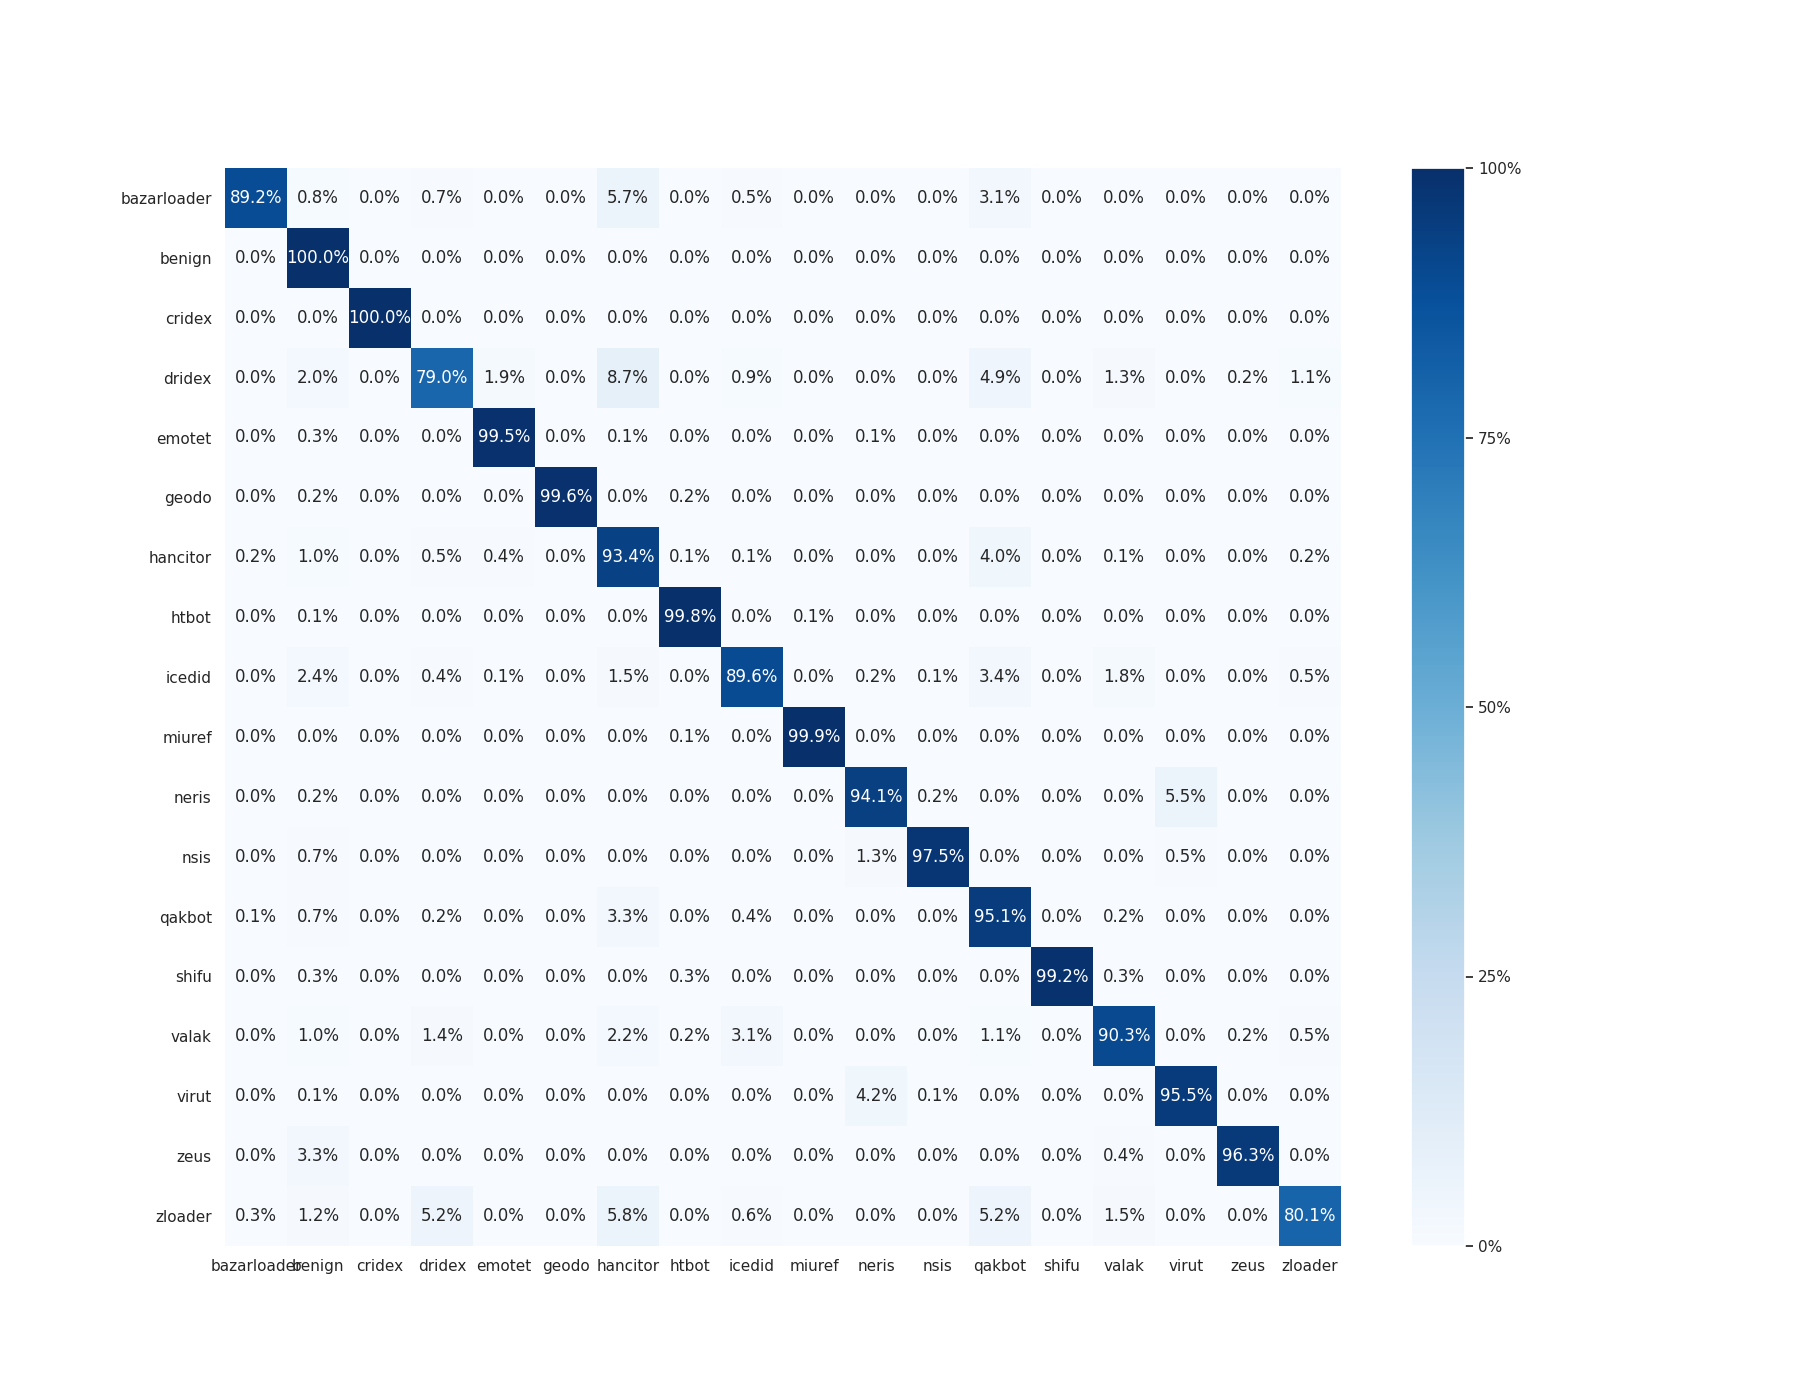 bazarloader 89.2% 0.8% 0.0% 0.7% 0.0% 0.0% 5.7% 0.0% 0.5% 0.0% 0.0% 0.0% 3.1% 0.0% 0.0% 0.0% 0.0% 0.0% 100%
benign 0.0% 100.0% 0.0% 0.0% 0.0% 0.0% 0.0% 0.0% 0.0% 0.0% 0.0% 0.0% 0.0% 0.0% 0.0% 0.0% 0.0% 0.0%
cridex 0.0% 0.0% 100.0% 0.0% 0.0% 0.0% 0.0% 0.0% 0.0% 0.0% 0.0% 0.0% 0.0% 0.0% 0.0% 0.0% 0.0% 0.0%
dridex 0.0% 2.0% 0.0% 79.0% 1.9% 0.0% 8.7% 0.0% 0.9% 0.0% 0.0% 0.0% 4.9% 0.0% 1.3% 0.0% 0.2% 1.1%
emotet 0.0% 0.3% 0.0% 0.0% 99.5% 0.0% 0.1% 0.0% 0.0% 0.0% 0.1% 0.0% 0.0% 0.0% 0.0% 0.0% 0.0% 0.0% 75%
geodo 0.0% 0.2% 0.0% 0.0% 0.0% 99.6% 0.0% 0.2% 0.0% 0.0% 0.0% 0.0% 0.0% 0.0% 0.0% 0.0% 0.0% 0.0%
hancitor 0.2% 1.0% 0.0% 0.5% 0.4% 0.0% 93.4% 0.1% 0.1% 0.0% 0.0% 0.0% 4.0% 0.0% 0.1% 0.0% 0.0% 0.2%
htbot 0.0% 0.1% 0.0% 0.0% 0.0% 0.0% 0.0% 99.8% 0.0% 0.1% 0.0% 0.0% 0.0% 0.0% 0.0% 0.0% 0.0% 0.0%
icedid 0.0% 2.4% 0.0% 0.4% 0.1% 0.0% 1.5% 0.0% 89.6% 0.0% 0.2% 0.1% 3.4% 0.0% 1.8% 0.0% 0.0% 0.5%
50%
miuref 0.0% 0.0% 0.0% 0.0% 0.0% 0.0% 0.0% 0.1% 0.0% 99.9% 0.0% 0.0% 0.0% 0.0% 0.0% 0.0% 0.0% 0.0%
neris 0.0% 0.2% 0.0% 0.0% 0.0% 0.0% 0.0% 0.0% 0.0% 0.0% 94.1% 0.2% 0.0% 0.0% 0.0% 5.5% 0.0% 0.0%
nsis 0.0% 0.7% 0.0% 0.0% 0.0% 0.0% 0.0% 0.0% 0.0% 0.0% 1.3% 97.5% 0.0% 0.0% 0.0% 0.5% 0.0% 0.0%
qakbot 0.1% 0.7% 0.0% 0.2% 0.0% 0.0% 3.3% 0.0% 0.4% 0.0% 0.0% 0.0% 95.1% 0.0% 0.2% 0.0% 0.0% 0.0%
shifu 0.0% 0.3% 0.0% 0.0% 0.0% 0.0% 0.0% 0.3% 0.0% 0.0% 0.0% 0.0% 0.0% 99.2% 0.3% 0.0% 0.0% 0.0% 25%
valak 0.0% 1.0% 0.0% 1.4% 0.0% 0.0% 2.2% 0.2% 3.1% 0.0% 0.0% 0.0% 1.1% 0.0% 90.3% 0.0% 0.2% 0.5%
virut 0.0% 0.1% 0.0% 0.0% 0.0% 0.0% 0.0% 0.0% 0.0% 0.0% 4.2% 0.1% 0.0% 0.0% 0.0% 95.5% 0.0% 0.0%
zeus 0.0% 3.3% 0.0% 0.0% 0.0% 0.0% 0.0% 0.0% 0.0% 0.0% 0.0% 0.0% 0.0% 0.0% 0.4% 0.0% 96.3% 0.0%
zloader 0.3% 1.2% 0.0% 5.2% 0.0% 0.0% 5.8% 0.0% 0.6% 0.0% 0.0% 0.0% 5.2% 0.0% 1.5% 0.0% 0.0% 80.1%
0%
bazarloader benign cridex dridex emotet geodo hancitor htbot icedid miuref neris nsis qakbot shifu valak virut zeus zloader